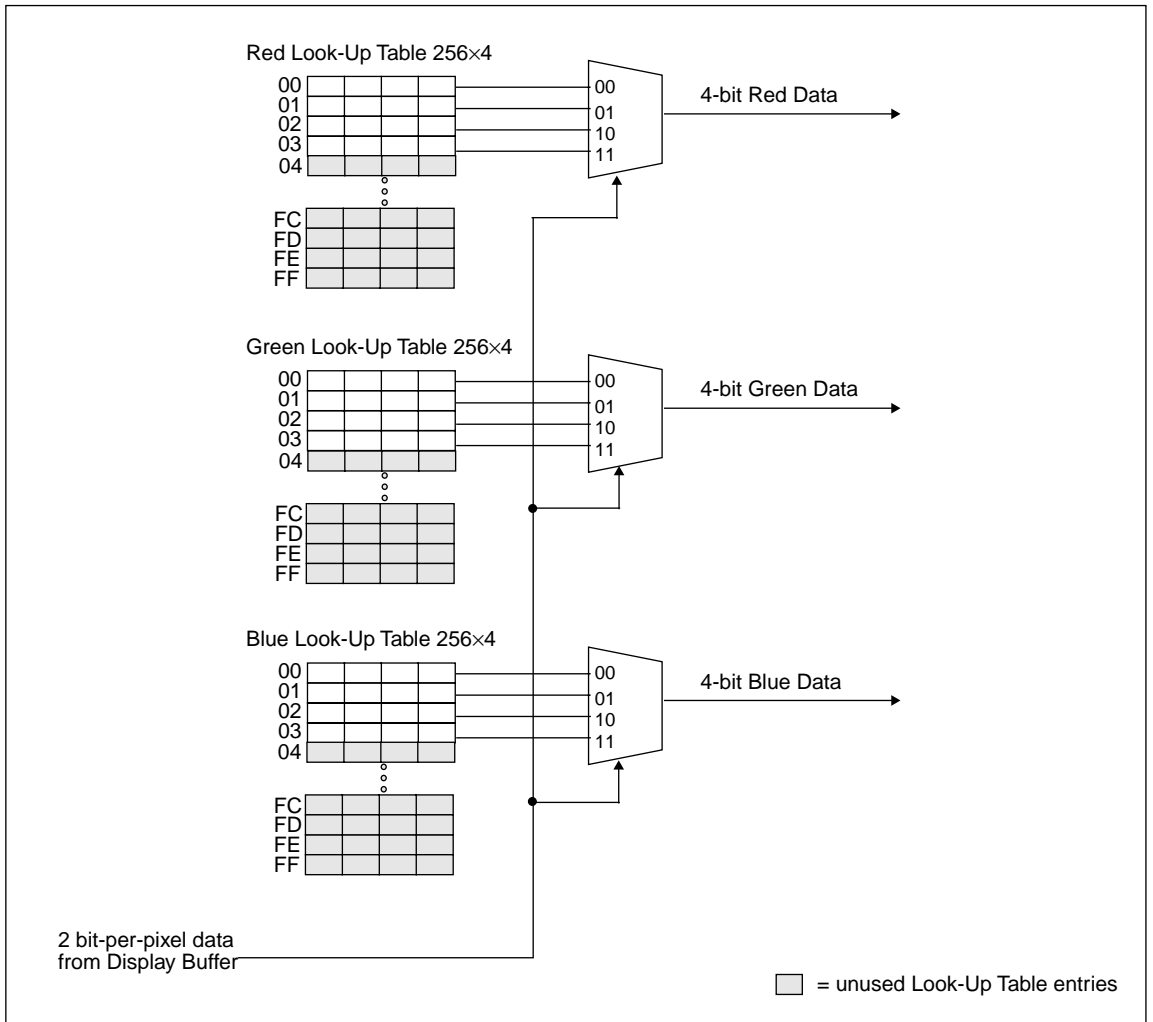 Red Look-Up Table 256×4
00
01
02
03
04
FC
FD
FE
FF
00
01
10
11
4-bit Red Data
Green Look-Up Table 256×4
00
01
02
03
04
FC
FD
FE
FF
00
01
10
11
4-bit Green Data
Blue Look-Up Table 256×4
00
01
02
03
04
FC
FD
FE
FF
00
01
10
11
4-bit Blue Data
2 bit-per-pixel data
from Display Buffer
= unused Look-Up Table entries